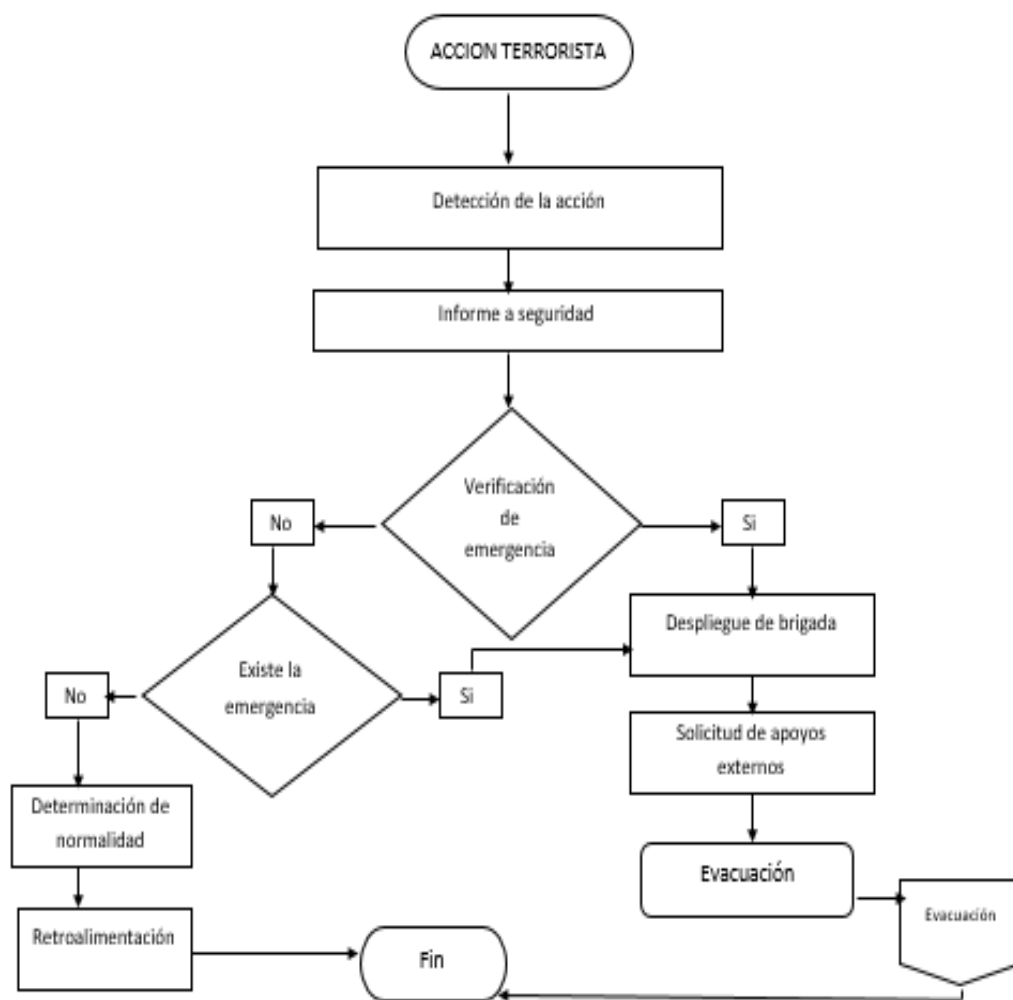 ACCION TERRORISTA
Detección de la acción
Informe a seguridad
Verificación
de
emergencia
No
Si
Despliegue de brigada
Existe la
emergencia
No
Si
Solicitud de apoyos
externos
Determinación de
normalidad
Evacuación
Evacuación
Retroalimentación
Fin